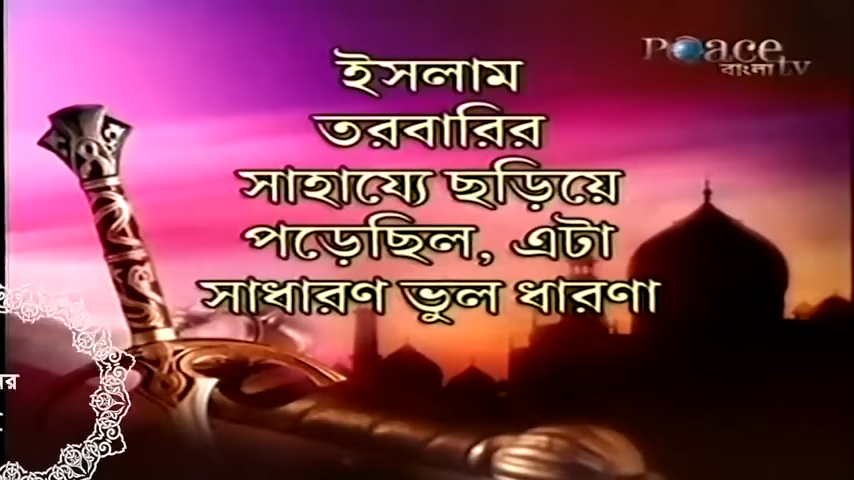 Peace
বাংলা tv
ইসলাম
তরবারির
সাহায্যে ছড়িয়ে
পড়েছিল, এটা
সাধারণ ভুল ধারণা